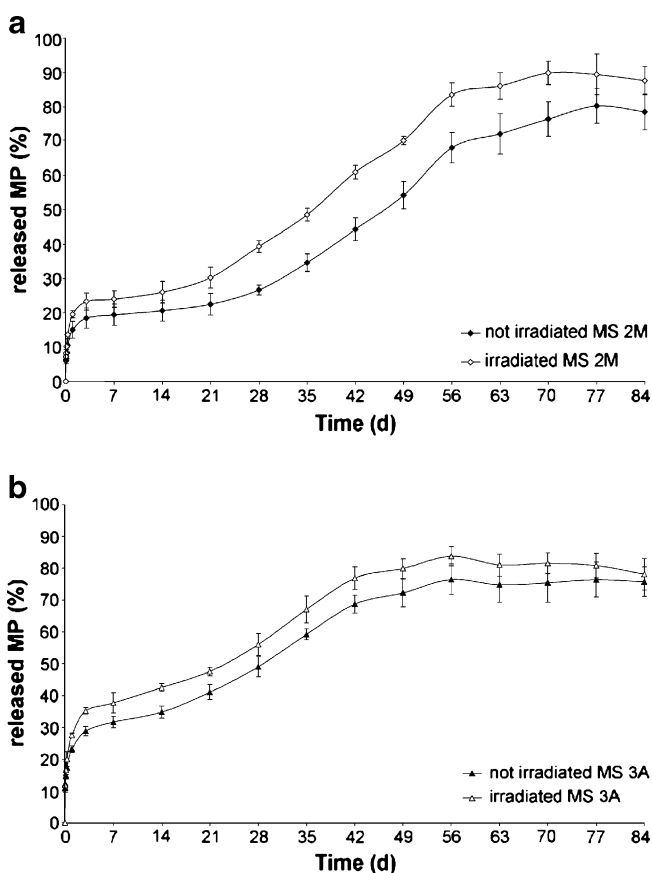 a
released MP (%)
100
90
80
70
60
50
40
30
20
10
0
not irradiated MS 2M
irradiated MS 2M
0 7 14 21 28 35 42 49 56 63 70 77 84
Time (d)
b
released MP (%)
100
90
80
70
60
50
40
30
20
10
0
not irradiated MS 3A
irradiated MS 3A
0 7 14 21 28 35 42 49 56 63 70 77 84
Time (d)